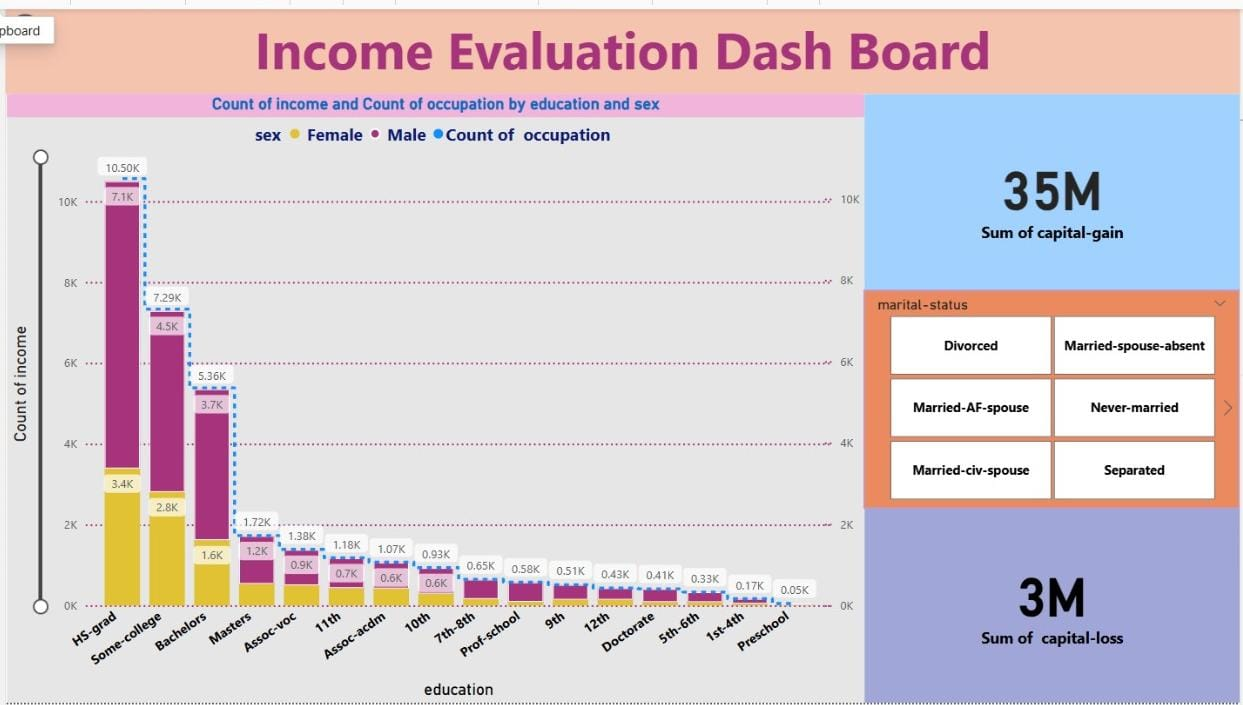 pboard
Income Evaluation Dash Board
Count of income and Count of occupation by education and sex
sex Female Male Count of occupation
Count of income
10K
8K
6K
4K
2K
0K
10.50K
7.1K
3.4K
7.29K
4.5K
2.8K
5.36K
3.7K
1.6K
1.72K
1.2K
1.38K
0.9K
1.18K
0.7K
1.07K
0.6K
0.93K
0.6K
0.65K
0.58K
0.51K
0.43K
0.41K
0.33K
0.17K
0.05K
10K
8K
6K
4K
2K
0K
HS-grad
Some-college
Bachelors
Masters
Assoc-voc
11th
Assoc-acdm
10th
7th-8th
Prof-school
9th
12th
Doctorate
5th-6th
1st-4th
Preschool
education
35M
Sum of capital-gain
marital-status
Divorced
Married-spouse-absent
Married-AF-spouse
Never-married
Married-civ-spouse
Separated
3M
Sum of capital-loss